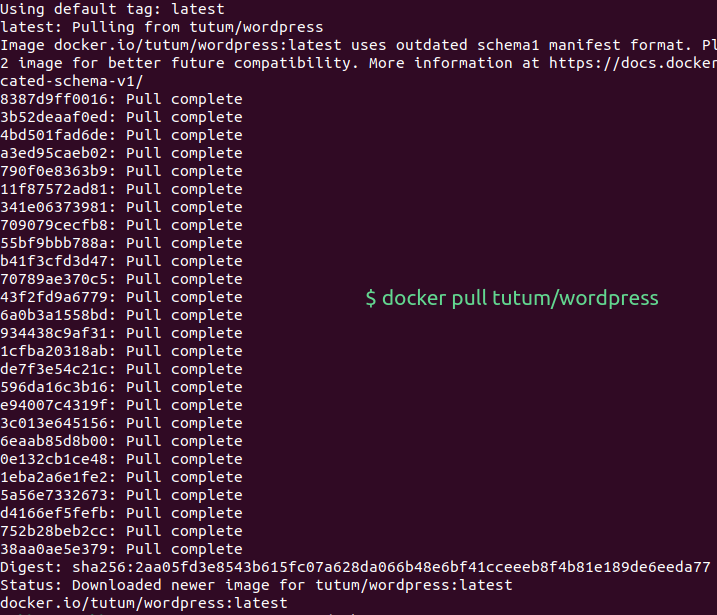 Using default tag: latest
latest: Pulling from tutum/wordpress
Image docker.io/tutum/wordpress:latest uses outdated schema1 manifest format. Pl
2 image for better future compatibility. More information at https://docs.docker
cated-schema-v1/
8387d9ff0016: Pull complete
3b52deaaf0ed: Pull complete
4bd501fad6de: Pull complete
a3ed95caeb02: Pull complete
790f0e8363b9: Pull complete
11f87572ad81: Pull complete
341e06373981: Pull complete
709079cecfb8: Pull complete
55bf9bbb788a: Pull complete
b41f3cfd3d47: Pull complete
70789ae370c5: Pull complete
43f2fd9a6779: Pull complete
6a0b3a1558bd: Pull complete
934438c9af31: Pull complete
1cfba20318ab: Pull complete
de7f3e54c21c: Pull complete
596da16c3b16: Pull complete
e94007c4319f: Pull complete
3c013e645156: Pull complete
6eaab85d8b00: Pull complete
0e132cb1ce48: Pull complete
1eba2a6e1fe2: Pull complete
5a56e7332673: Pull complete
d4166ef5fefb: Pull complete
752b28beb2cc: Pull complete
38aa0ae5e379: Pull complete
Digest: sha256:2aa05fd3e8543b615fc07a628da066b48e6bf41cceeeb8f4b81e189de6eeda77
Status: Downloaded newer image for tutum/wordpress:latest
docker.io/tutum/wordpress:latest
$ docker pull tutum/wordpress